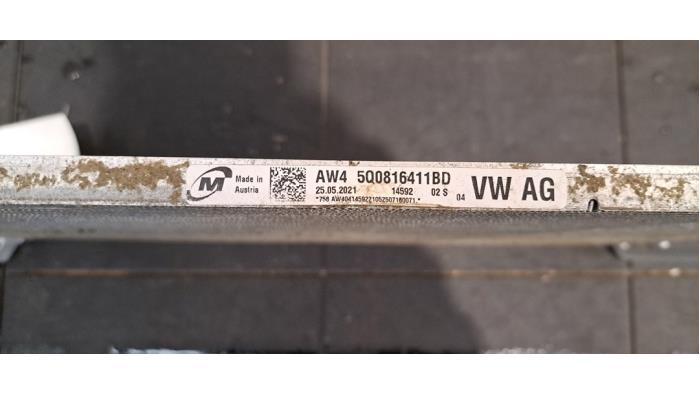 M
Made in
Austria
AW4 5Q0816411BD
25.05.2021 14592 02 S
04
VW AG